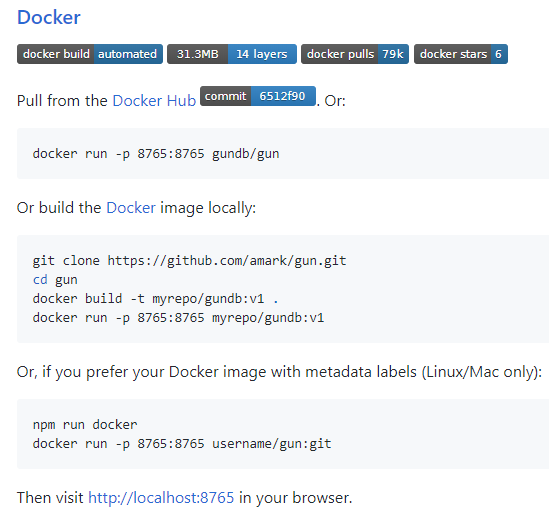 Docker
docker build automated 31.3MB 14 layers docker pulls 79k docker stars 6
Pull from the Docker Hub commit 6512f90 . Or:
docker run -p 8765:8765 gundb/gun
Or build the Docker image locally:
git clone https://github.com/amark/gun.git
cd gun
docker build -t myrepo/gundb:v1 .
docker run -p 8765:8765 myrepo/gundb:v1
Or, if you prefer your Docker image with metadata labels (Linux/Mac only):
npm run docker
docker run -p 8765:8765 username/gun:git
Then visit http://localhost:8765 in your browser.